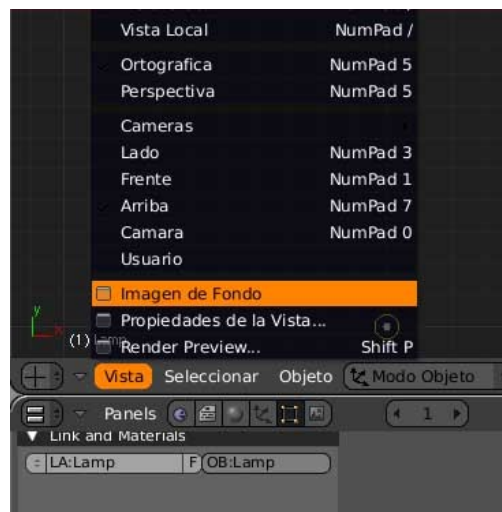 Vista Local NumPad /
Ortografica NumPad 5
Perspectiva NumPad 5
Cameras
Lado NumPad 3
Frente NumPad 1
Arriba NumPad 7
Camara NumPad 0
Usuario
Imagen de Fondo
Propiedades de la Vista...
Render Preview... Shift P
y
x
(1) Lamp
Vista Seleccionar Objeto Modo Objeto
Panels 1
Link and Materials
LA:Lamp F OB:Lamp